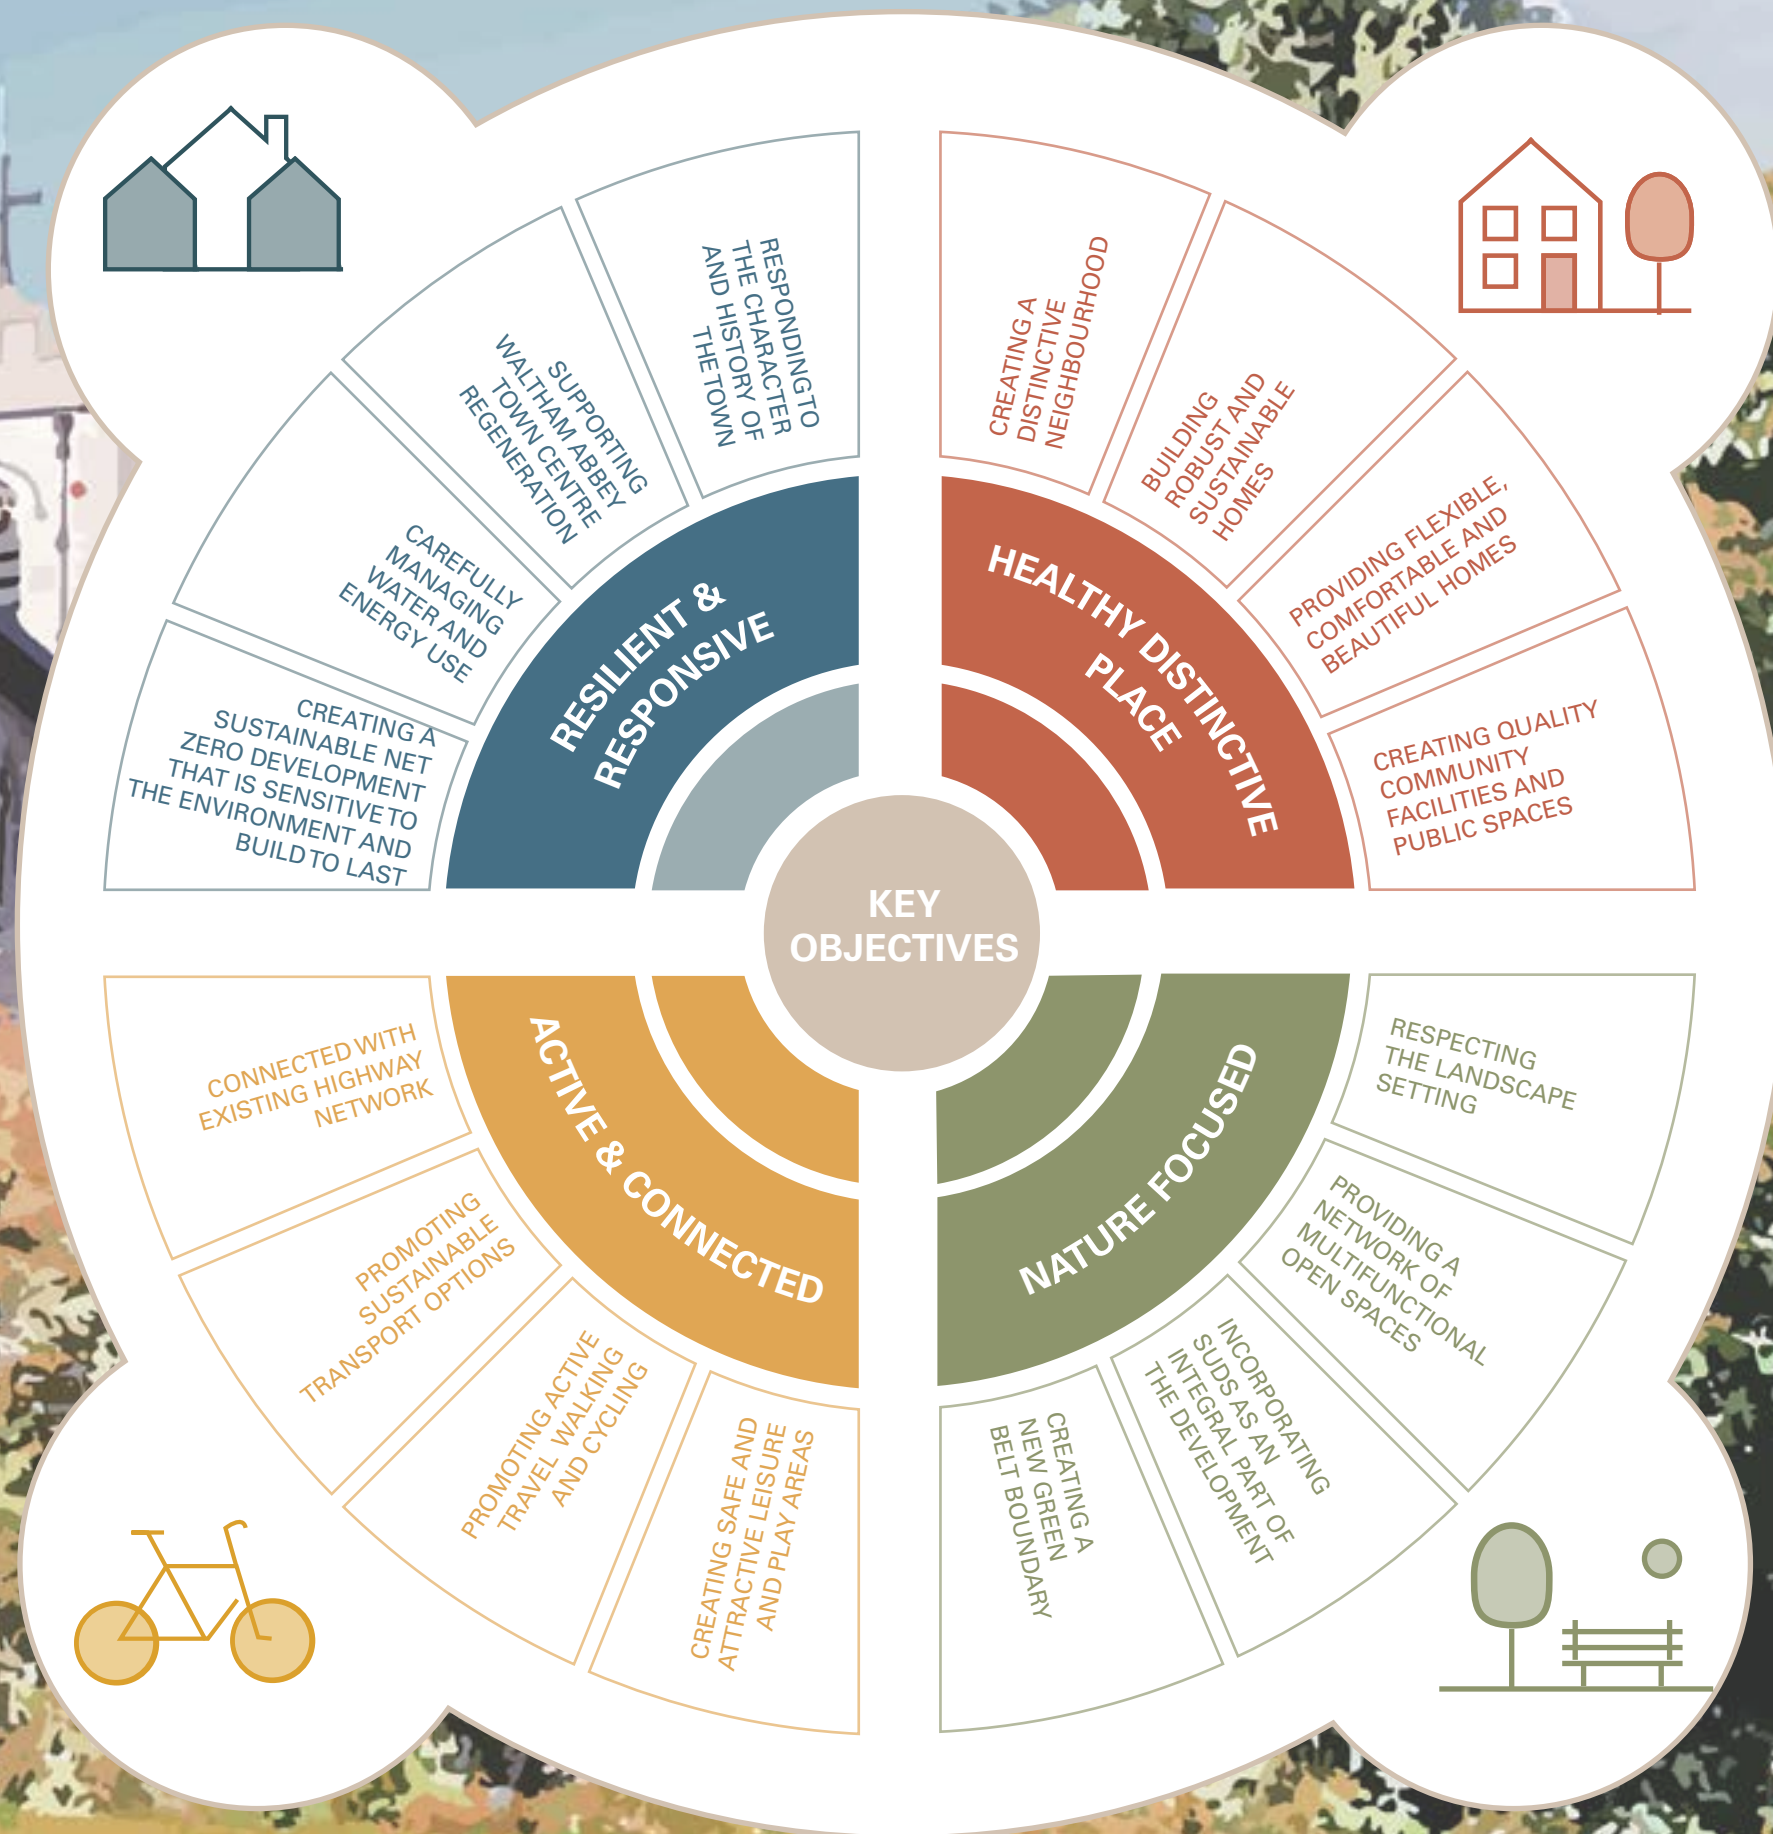 KEY
OBJECTIVES
RESILIENT &
RESPONSIVE
CREATING A
SUSTAINABLE NET
ZERO DEVELOPMENT
THAT IS SENSITIVE TO
THE ENVIRONMENT AND
BUILD TO LAST
CAREFULLY
MANAGING
WATER AND
ENERGY USE
SUPPORTING
WALTHAM ABBEY
TOWN CENTRE
REGENERATION
RESPONDING TO
THE CHARACTER
AND HISTORY OF
THE TOWN
HEALTHY DISTINCTIVE
PLACE
CREATING A
DISTINCTIVE
NEIGHBOURHOOD
BUILDING
ROBUST AND
SUSTAINABLE
HOMES
PROVIDING FLEXIBLE,
COMFORTABLE AND
BEAUTIFUL HOMES
CREATING QUALITY
COMMUNITY
FACILITIES AND
PUBLIC SPACES
NATURE FOCUSED
RESPECTING
THE LANDSCAPE
SETTING
PROVIDING A
NETWORK OF
MULTIFUNCTIONAL
OPEN SPACES
INCORPORATING
SUDS AS AN
INTEGRAL PART OF
THE DEVELOPMENT
CREATING A
NEW GREEN
BELT BOUNDARY
ACTIVE & CONNECTED
CREATING SAFE AND
ATTRACTIVE LEISURE
AND PLAY AREAS
PROMOTING ACTIVE
TRAVEL WALKING
AND CYCLING
PROMOTING
SUSTAINABLE
TRANSPORT OPTIONS
CONNECTED WITH
EXISTING HIGHWAY
NETWORK